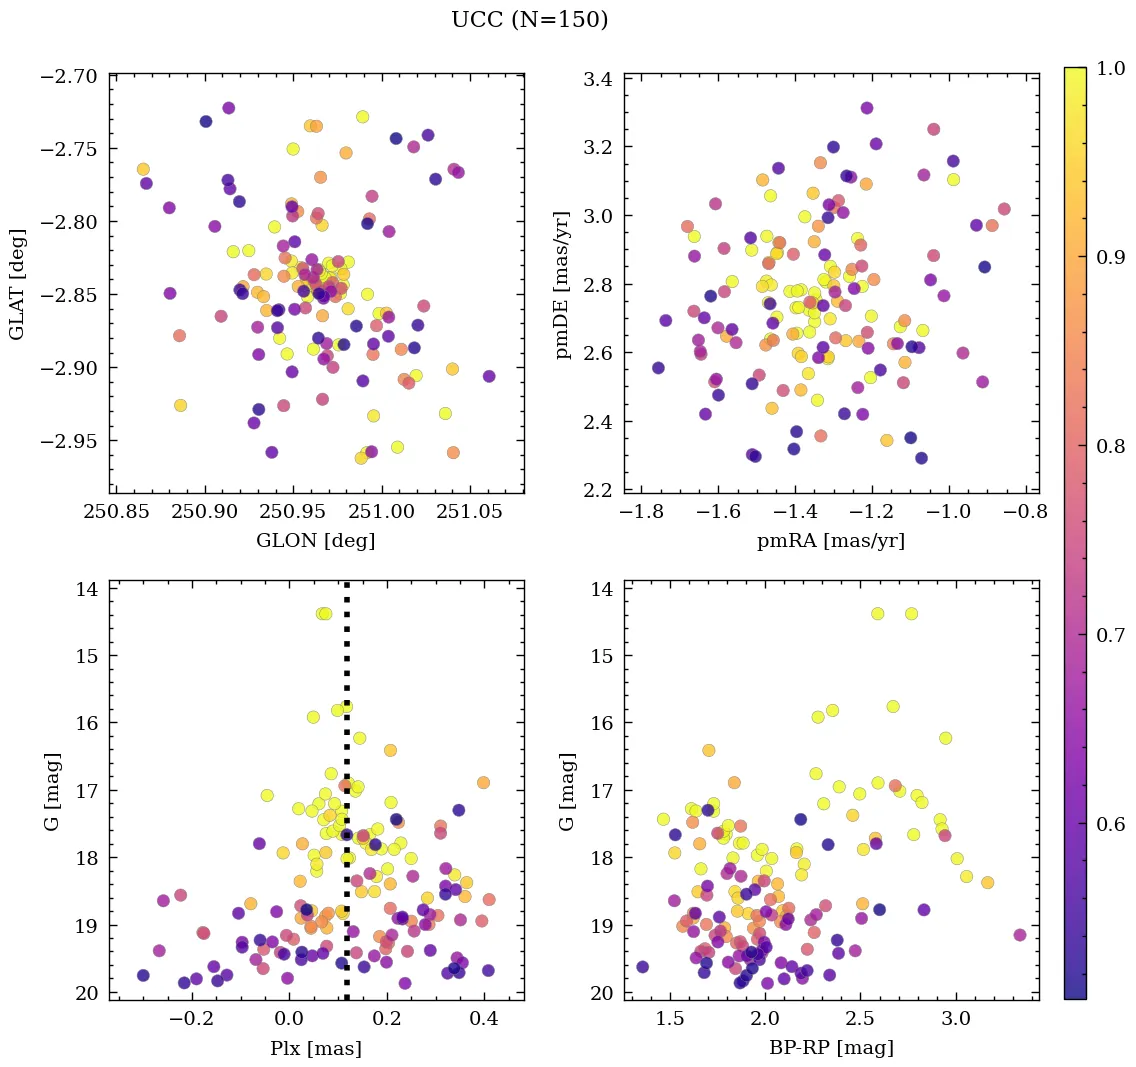 UCC (N=150)
−2.70
−2.75
−2.80
−2.85
−2.90
−2.95
GLAT [deg]
250.85 250.90 250.95 251.00 251.05
GLON [deg]
3.4
3.2
3.0
2.8
2.6
2.4
2.2
pmDE [mas/yr]
−1.8 −1.6 −1.4 −1.2 −1.0 −0.8
pmRA [mas/yr]
14
15
16
17
18
19
20
G [mag]
−0.2 0.0 0.2 0.4
Plx [mas]
14
15
16
17
18
19
20
G [mag]
1.5 2.0 2.5 3.0
BP-RP [mag]
1.0
0.9
0.8
0.7
0.6